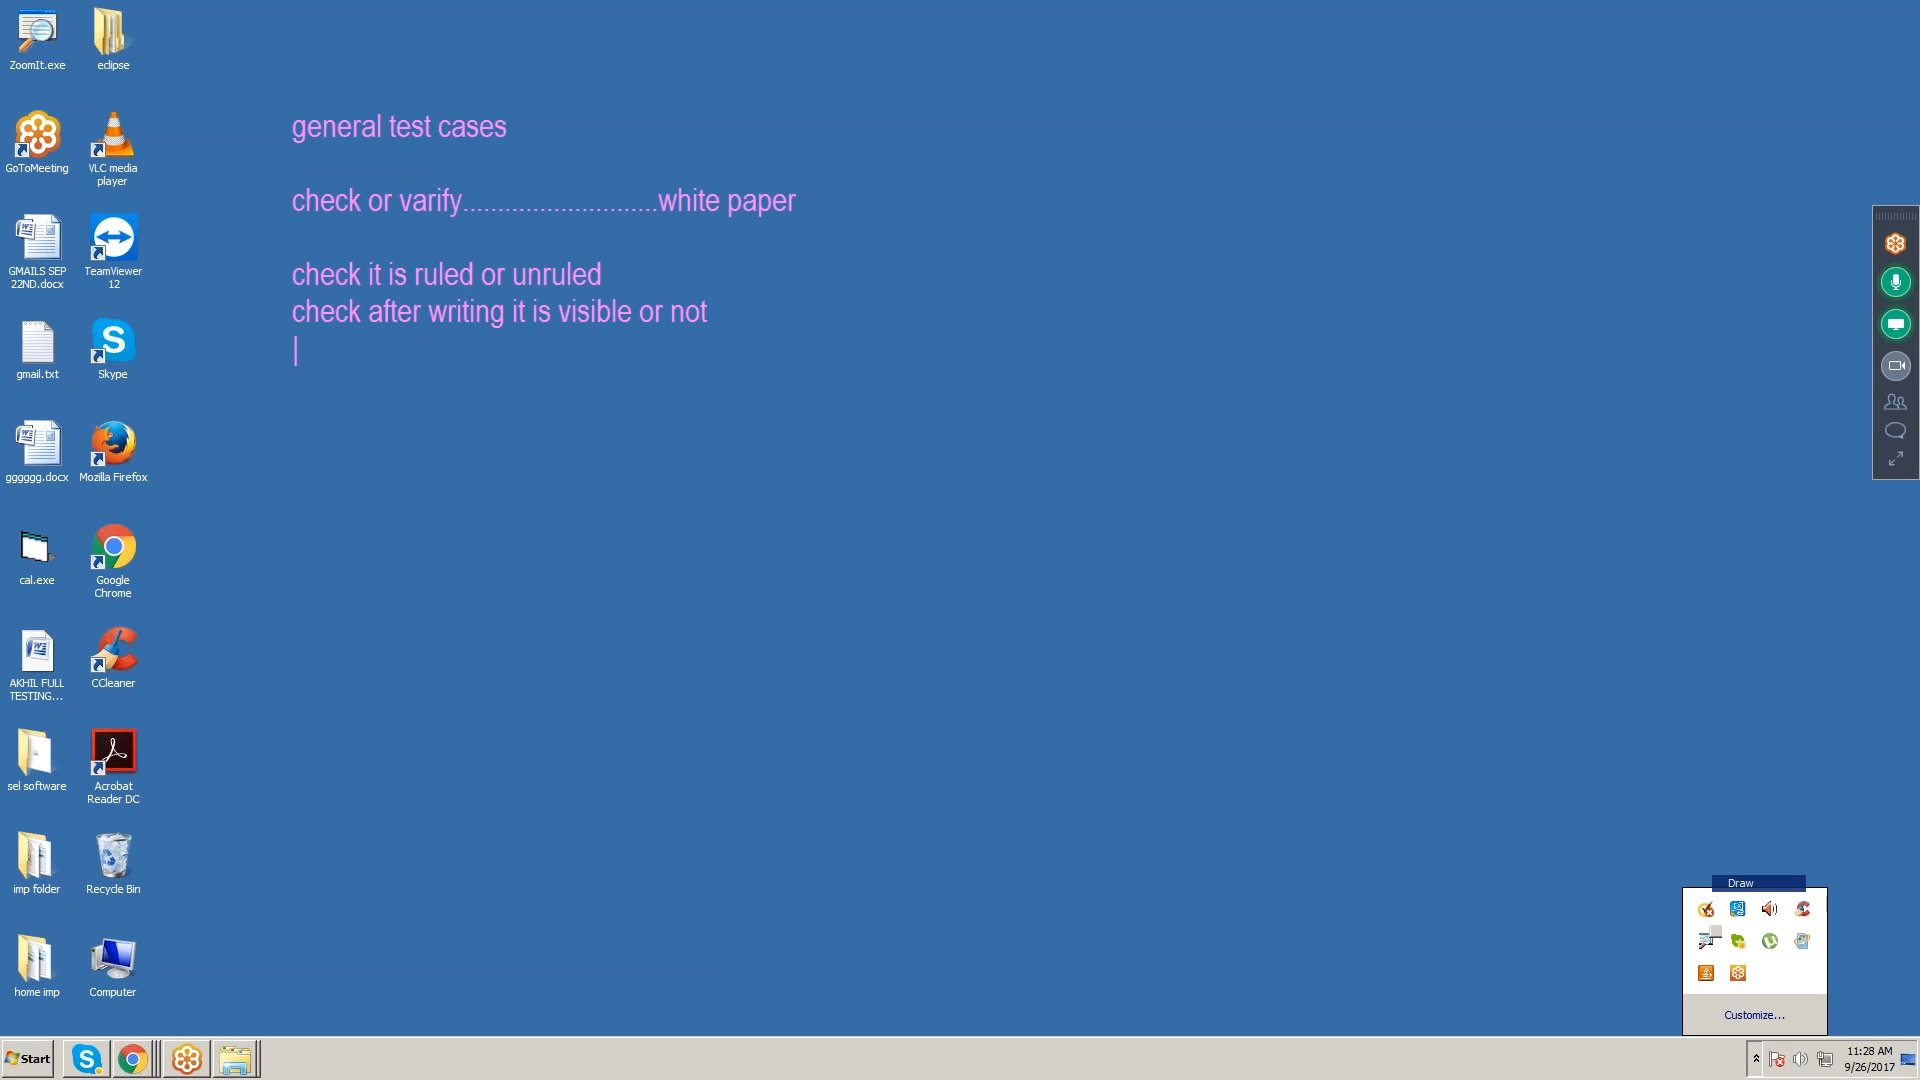 ZoomIt.exe
eclipse
general test cases
GoToMeeting
VLC media
player
check or varify............................white paper
GMAILS SEP
22ND.docx
TeamViewer
12
check it is ruled or unruled
check after writing it is visible or not
gmail.txt
Skype
gggggg.docx
Mozilla Firefox
cal.exe
Google
Chrome
AKHIL FULL
TESTING...
CCleaner
sel software
Acrobat
Reader DC
imp folder
Recycle Bin
Draw
home imp
Computer
Customize...
Start
11:28 AM
9/26/2017